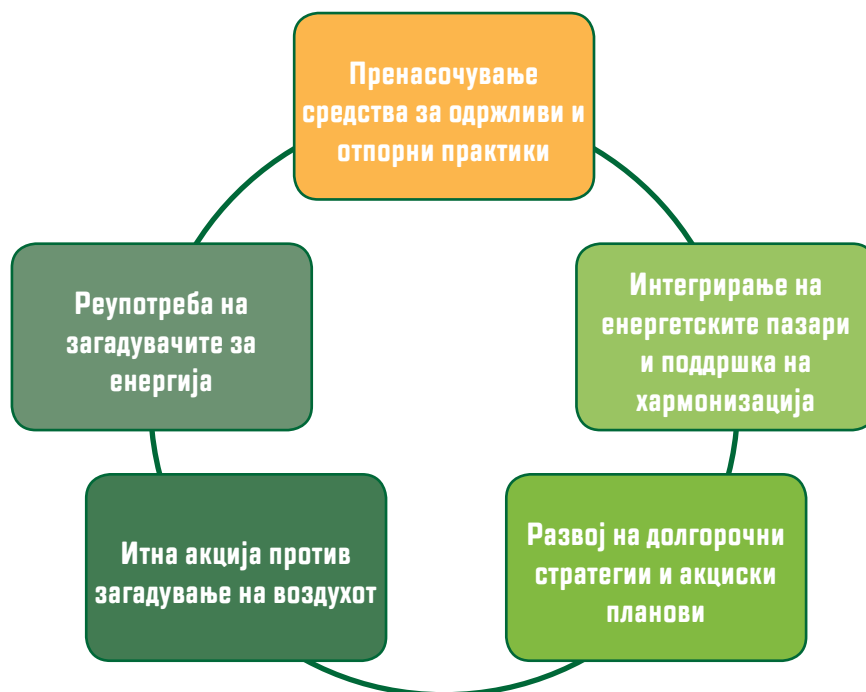 Пренасочување
средства за одржливи и
отпорни практики
Интегрирање на
енергетските пазари
и поддршка на
хармонизација
Развој на долгорочни
стратегии и акциски
планови
Итна акција против
загадување на воздухот
Реупотреба на
загадувачите за
енергија